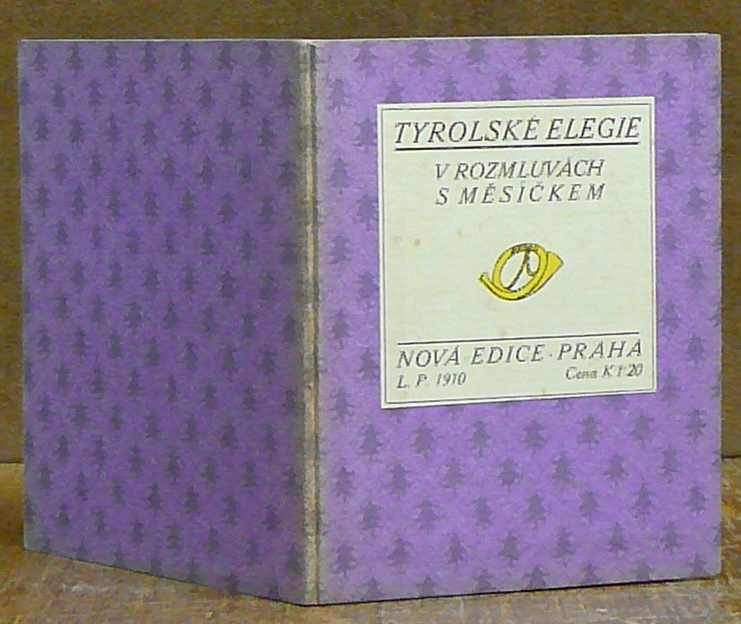 TYROLSKÉ ELEGIE
V ROZMLUVÁCH
S MĚSÍČKEM
NOVÁ EDICE · PRAHA
L. P. 1910 Cena K 1·20